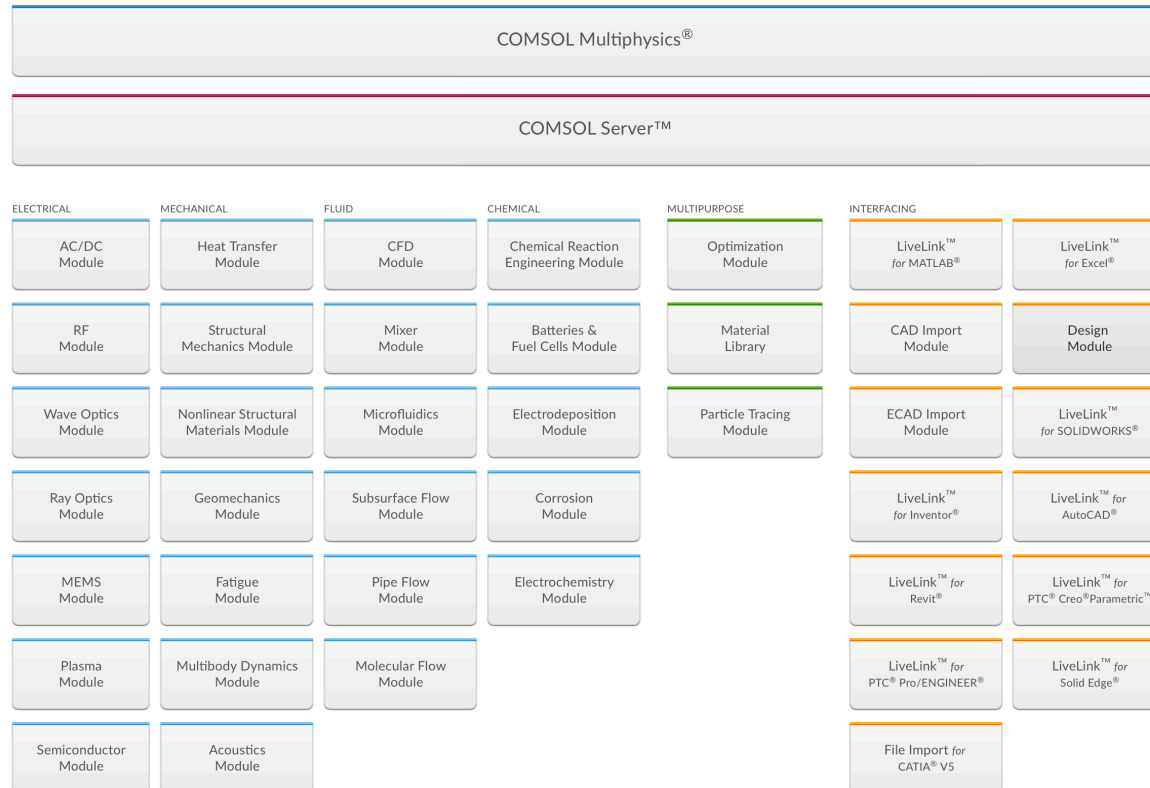 COMSOL Multiphysics®
COMSOL Server™
ELECTRICAL
AC/DC
Module
RF
Module
Wave Optics
Module
Ray Optics
Module
MEMS
Module
Plasma
Module
Semiconductor
Module
MECHANICAL
Heat Transfer
Module
Structural
Mechanics Module
Nonlinear Structural
Materials Module
Geomechanics
Module
Fatigue
Module
Multibody Dynamics
Module
Acoustics
Module
FLUID
CFD
Module
Mixer
Module
Microfluidics
Module
Subsurface Flow
Module
Pipe Flow
Module
Molecular Flow
Module
CHEMICAL
Chemical Reaction
Engineering Module
Batteries &
Fuel Cells Module
Electrodeposition
Module
Corrosion
Module
Electrochemistry
Module
MULTIPURPOSE
Optimization
Module
Material
Library
Particle Tracing
Module
INTERFACING
LiveLink™
for MATLAB®
LiveLink™
for Excel®
CAD Import
Module
Design
Module
ECAD Import
Module
LiveLink™
for SOLIDWORKS®
LiveLink™
for Inventor®
LiveLink™ for
AutoCAD®
LiveLink™ for
Revit®
LiveLink™ for
PTC® Creo®Parametric™
LiveLink™ for
PTC® Pro/ENGINEER®
LiveLink™ for
Solid Edge®
File Import for
CATIA® V5